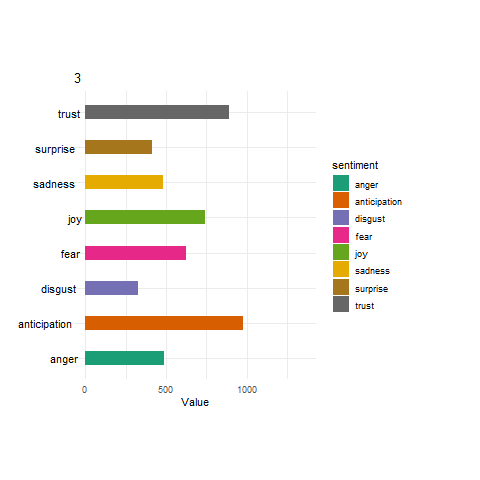 3
trust
surprise
sadness
joy
fear
disgust
anticipation
anger
0 500 1000
Value
sentiment
anger
anticipation
disgust
fear
joy
sadness
surprise
trust